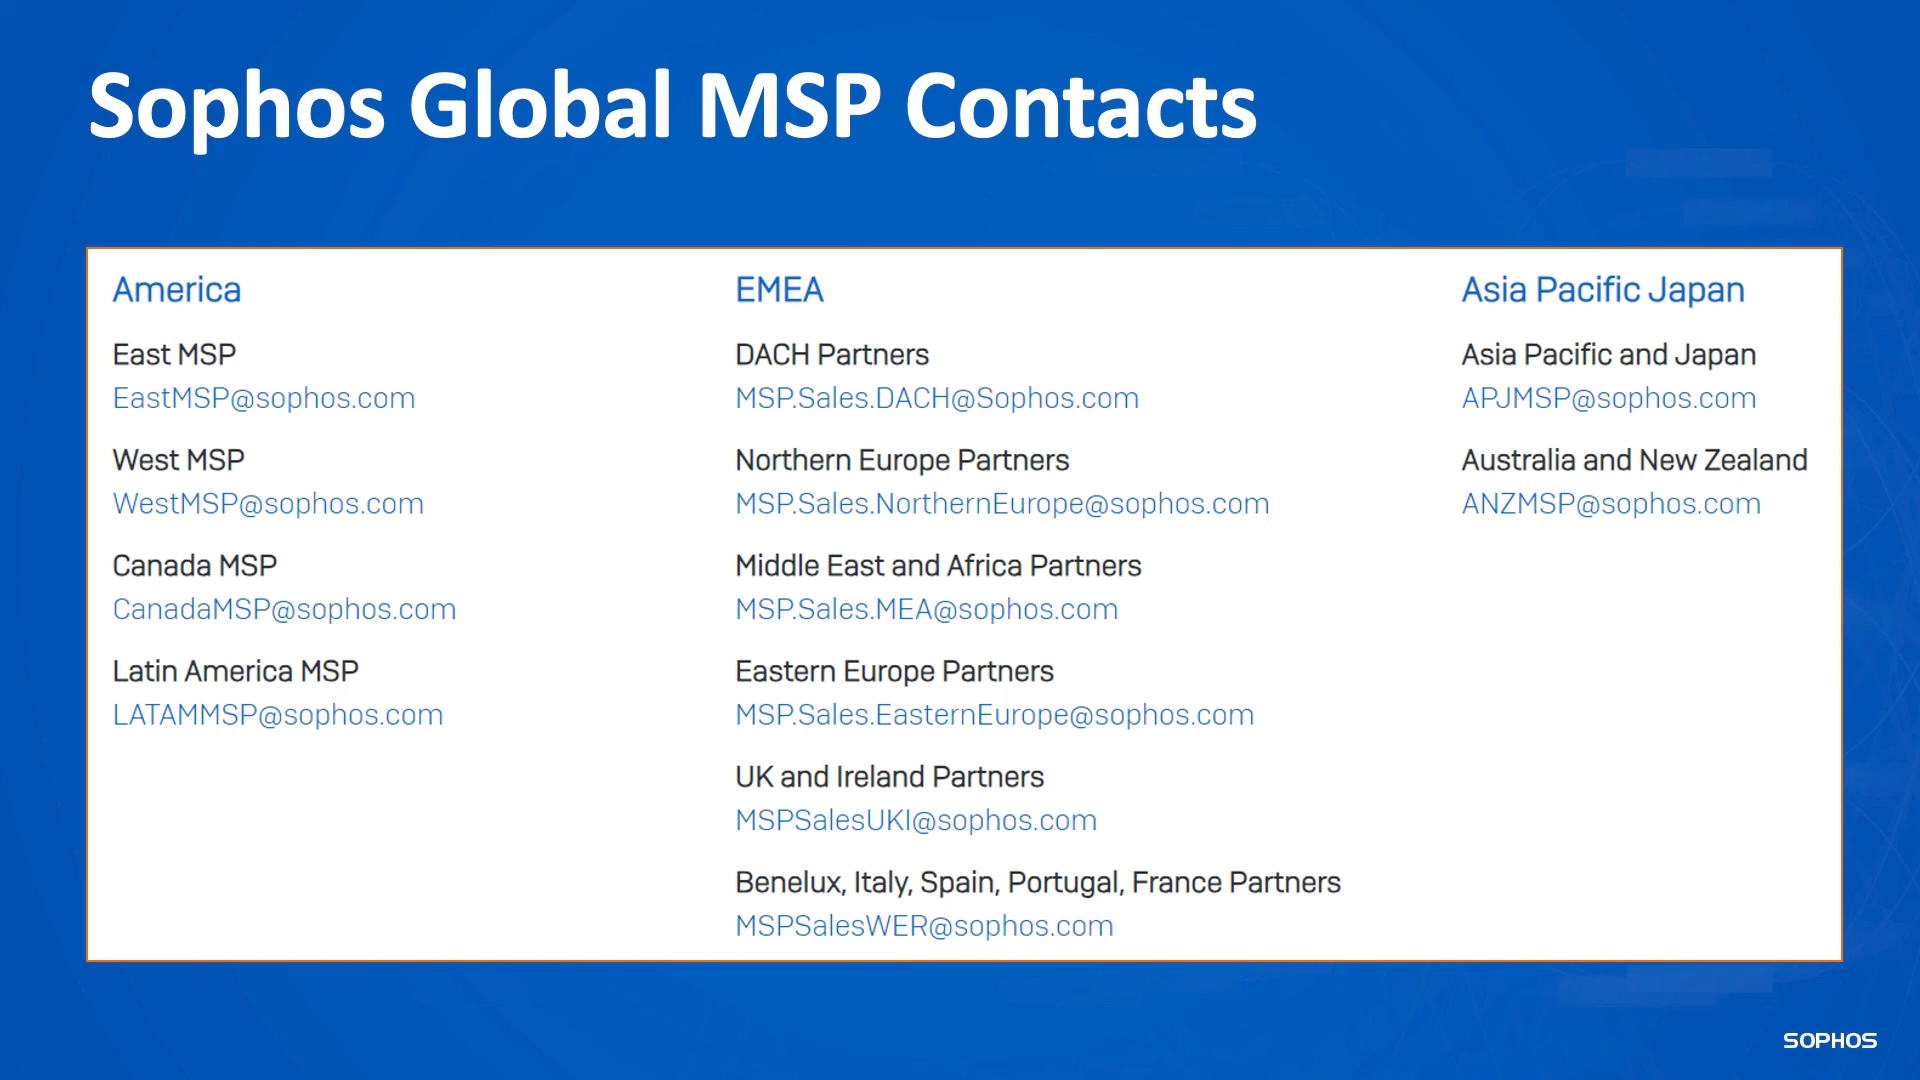 Sophos Global MSP Contacts
America
East MSP
EastMSP@sophos.com
West MSP
WestMSP@sophos.com
Canada MSP
CanadaMSP@sophos.com
Latin America MSP
LATAMMSP@sophos.com
EMEA
DACH Partners
MSP.Sales.DACH@Sophos.com
Northern Europe Partners
MSP.Sales.NorthernEurope@sophos.com
Middle East and Africa Partners
MSP.Sales.MEA@sophos.com
Eastern Europe Partners
MSP.Sales.EasternEurope@sophos.com
UK and Ireland Partners
MSPSalesUKI@sophos.com
Benelux, Italy, Spain, Portugal, France Partners
MSPSalesWER@sophos.com
Asia Pacific Japan
Asia Pacific and Japan
APJMSP@sophos.com
Australia and New Zealand
ANZMSP@sophos.com
SOPHOS